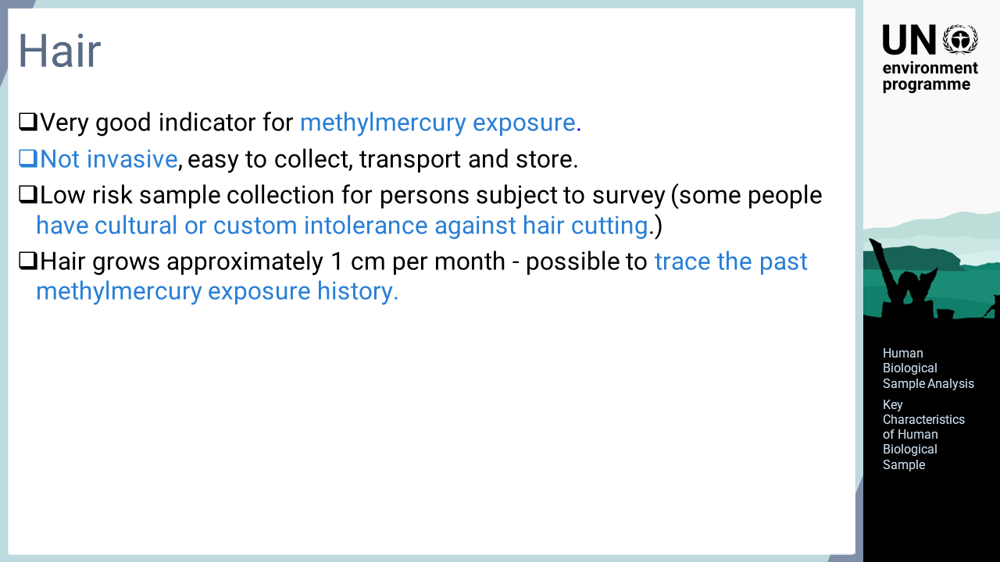 Hair
❑Very good indicator for methylmercury exposure.
❑Not invasive, easy to collect, transport and store.
❑Low risk sample collection for persons subject to survey (some people
have cultural or custom intolerance against hair cutting.)
❑Hair grows approximately 1 cm per month - possible to trace the past
methylmercury exposure history.
UN
environment
programme
Human
Biological
Sample Analysis
Key
Characteristics
of Human
Biological
Sample